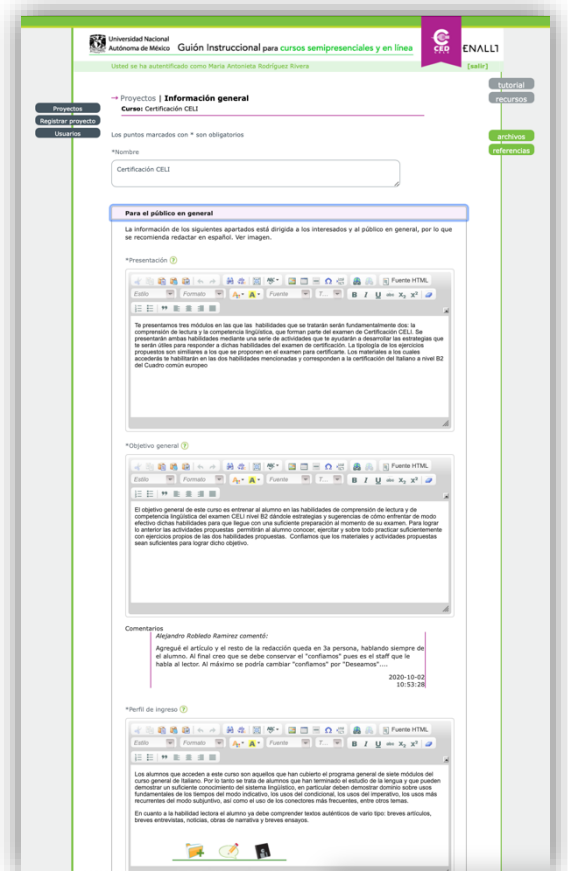 Universidad Nacional
Autónoma de México Guión Instruccional para cursos semipresenciales y en línea
CED
ENALLT
Usted se ha autentificado como María Antonieta Rodríguez Rivera [salir]
tutorial
recursos
Proyectos
Registrar proyecto
Usuarios
archivos
referencias
→ Proyectos | Información general
Curso: Certificación CELI
Los puntos marcados con * son obligatorios
*Nombre
Certificación CELI
Para el público en general
La información de los siguientes apartados está dirigida a los interesados y al público en general, por lo que
se recomienda redactar en español. Ver imagen.
*Presentación ?
Fuente HTML
Estilo Formato Fuente T... B I U abc X₂ X²
Te presentamos tres módulos en las que las habilidades que se tratarán serán fundamentalmente dos: la
comprensión de lectura y la competencia lingüística, que forman parte del examen de Certificación CELI. Se
presentarán ambas habilidades mediante una serie de actividades que te ayudarán a desarrollar las estrategias que
te serán útiles para responder a dichas habilidades del examen de certificación. La tipología de los ejercicios
propuestos son similares a los que se proponen en el examen para certificarte. Los materiales a los cuales
accederás te habilitarán en las dos habilidades mencionadas y corresponden a la certificación del Italiano a nivel B2
del Cuadro común europeo
*Objetivo general ?
Fuente HTML
Estilo Formato Fuente T... B I U abc X₂ X²
El objetivo general de este curso es entrenar al alumno en las habilidades de comprensión de lectura y de
competencia lingüística del examen CELI nivel B2 dándole estrategias y sugerencias de cómo enfrentar de modo
efectivo dichas habilidades para que llegue con una suficiente preparación al momento de su examen. Para lograr
lo anterior las actividades propuestas permitirán al alumno conocer, ejercitar y sobre todo practicar suficientemente
con ejercicios propios de las dos habilidades propuestas. Confiamos que los materiales y actividades propuestas
sean suficientes para lograr dicho objetivo.
Comentarios
Alejandro Robledo Ramírez comentó:
Agregué el artículo y el resto de la redacción queda en 3a persona, hablando siempre de
el alumno. Al final creo que se debe conservar el "confiamos" pues es el staff que le
habla al lector. Al máximo se podría cambiar "confiamos" por "Deseamos"....
2020-10-02
10:53:28
*Perfil de ingreso ?
Fuente HTML
Estilo Formato Fuente T... B I U abc X₂ X²
Los alumnos que acceden a este curso son aquellos que han cubierto el programa general de siete módulos del
curso general de Italiano. Por lo tanto se trata de alumnos que han terminado el estudio de la lengua y que pueden
demostrar un suficiente conocimiento del sistema lingüístico, en particular deben demostrar dominio sobre usos
fundamentales de los tiempos del modo indicativo, los usos del condicional, los usos del imperativo, los usos más
recurrentes del modo subjuntivo, así como el uso de los conectores más frecuentes, entre otros temas.
En cuanto a la habilidad lectora el alumno ya debe comprender textos auténticos de vario tipo: breves artículos,
breves entrevistas, noticias, obras de narrativa y breves ensayos.